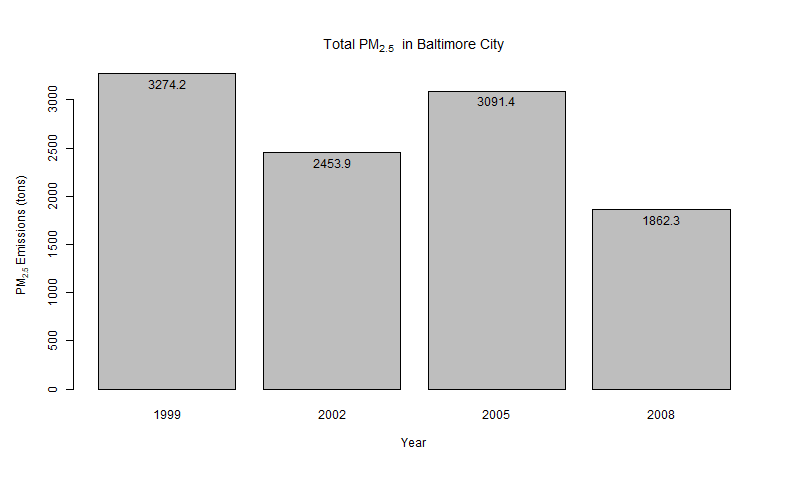 Total PM2.5 in Baltimore City
PM2.5 Emissions (tons)
3000
2500
2000
1500
1000
500
0
3274.2
2453.9
3091.4
1862.3
1999 2002 2005 2008
Year